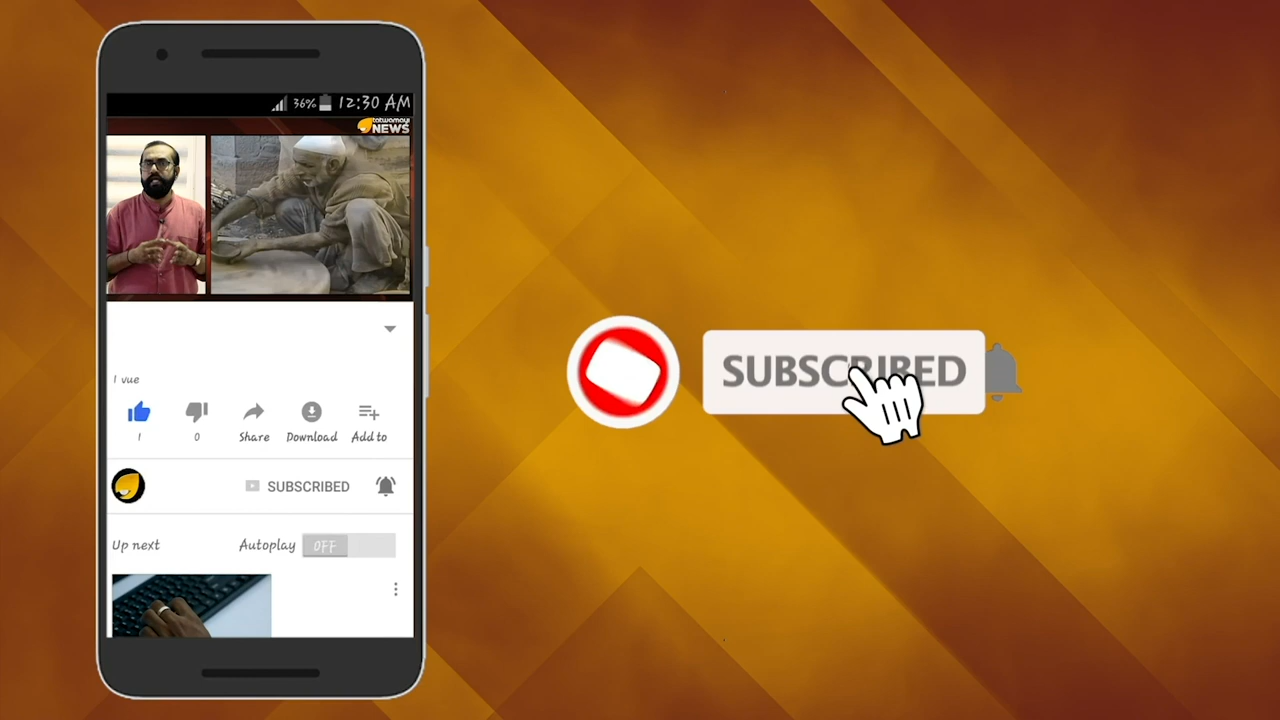 36% 12:30 AM
tatwamayi
NEWS
1 vue
1
0
Share
Download
Add to
SUBSCRIBED
Up next
Autoplay
OFF
SUBSCRIBED